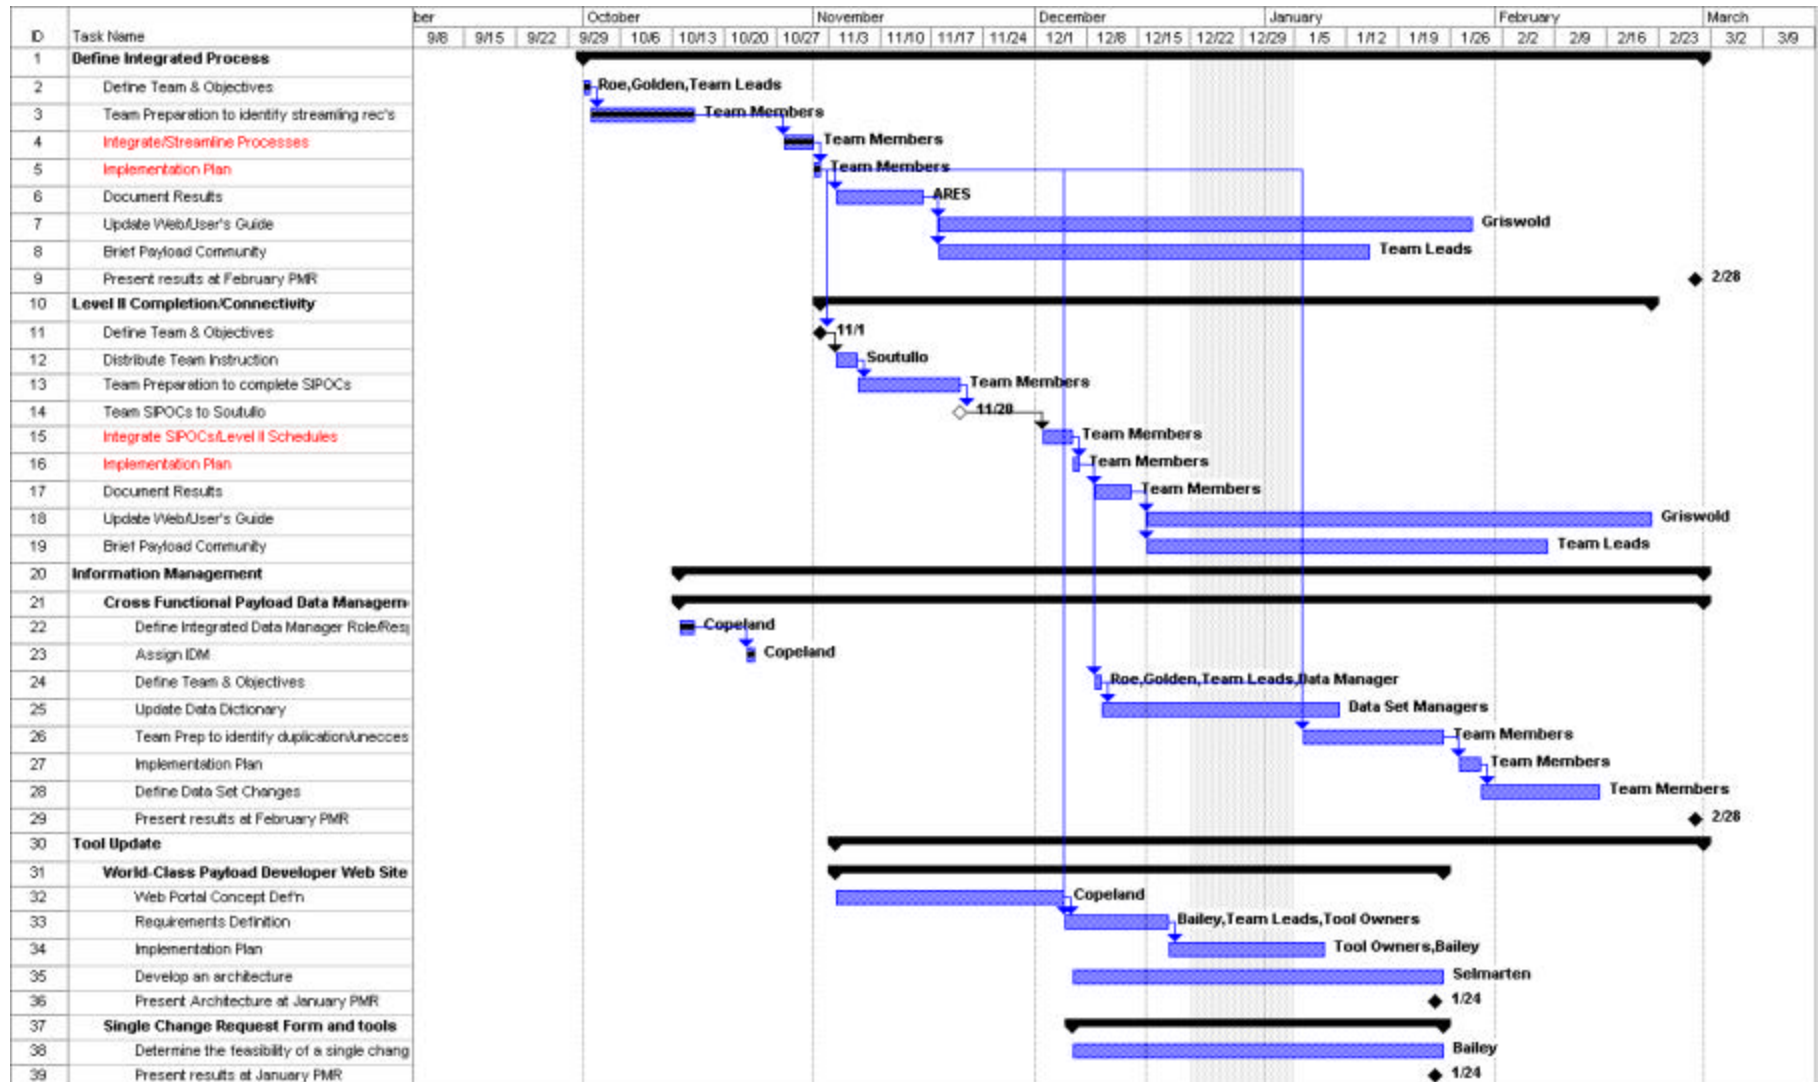 ber October November December January February March
ID Task Name 9/8 9/15 9/22 9/29 10/6 10/13 10/20 10/27 11/3 11/10 11/17 11/24 12/1 12/8 12/15 12/22 12/29 1/5 1/12 1/19 1/26 2/2 2/9 2/16 2/23 3/2 3/9
1 Define Integrated Process
2 Define Team & Objectives Roe,Golden,Team Leads
3 Team Preparation to identify streamling rec's Team Members
4 Integrate/Streamline Processes Team Members
5 Implementation Plan Team Members
6 Document Results ARES
7 Update Web/User's Guide Griswold
8 Brief Payload Community Team Leads
9 Present results at February PMR 2/28
10 Level II Completion/Connectivity
11 Define Team & Objectives 11/1
12 Distribute Team Instruction Soutullo
13 Team Preparation to complete SIPOCs Team Members
14 Team SIPOCs to Soutullo 11/20
15 Integrate SIPOCs/Level II Schedules Team Members
16 Implementation Plan Team Members
17 Document Results Team Members
18 Update Web/User's Guide Griswold
19 Brief Payload Community Team Leads
20 Information Management
21 Cross Functional Payload Data Managem
22 Define Integrated Data Manager Role/Resp Copeland
23 Assign IDM Copeland
24 Define Team & Objectives Roe,Golden,Team Leads,Data Manager
25 Update Data Dictionary Data Set Managers
26 Team Prep to identify duplication/unecces Team Members
27 Implementation Plan Team Members
28 Define Data Set Changes Team Members
29 Present results at February PMR 2/28
30 Tool Update
31 World-Class Payload Developer Web Site
32 Web Portal Concept Def'n Copeland
33 Requirements Definition Bailey,Team Leads,Tool Owners
34 Implementation Plan Tool Owners,Bailey
35 Develop an architecture Selmarten
36 Present Architecture at January PMR 1/24
37 Single Change Request Form and tools
38 Determine the feasibility of a single chang Bailey
39 Present results at January PMR 1/24